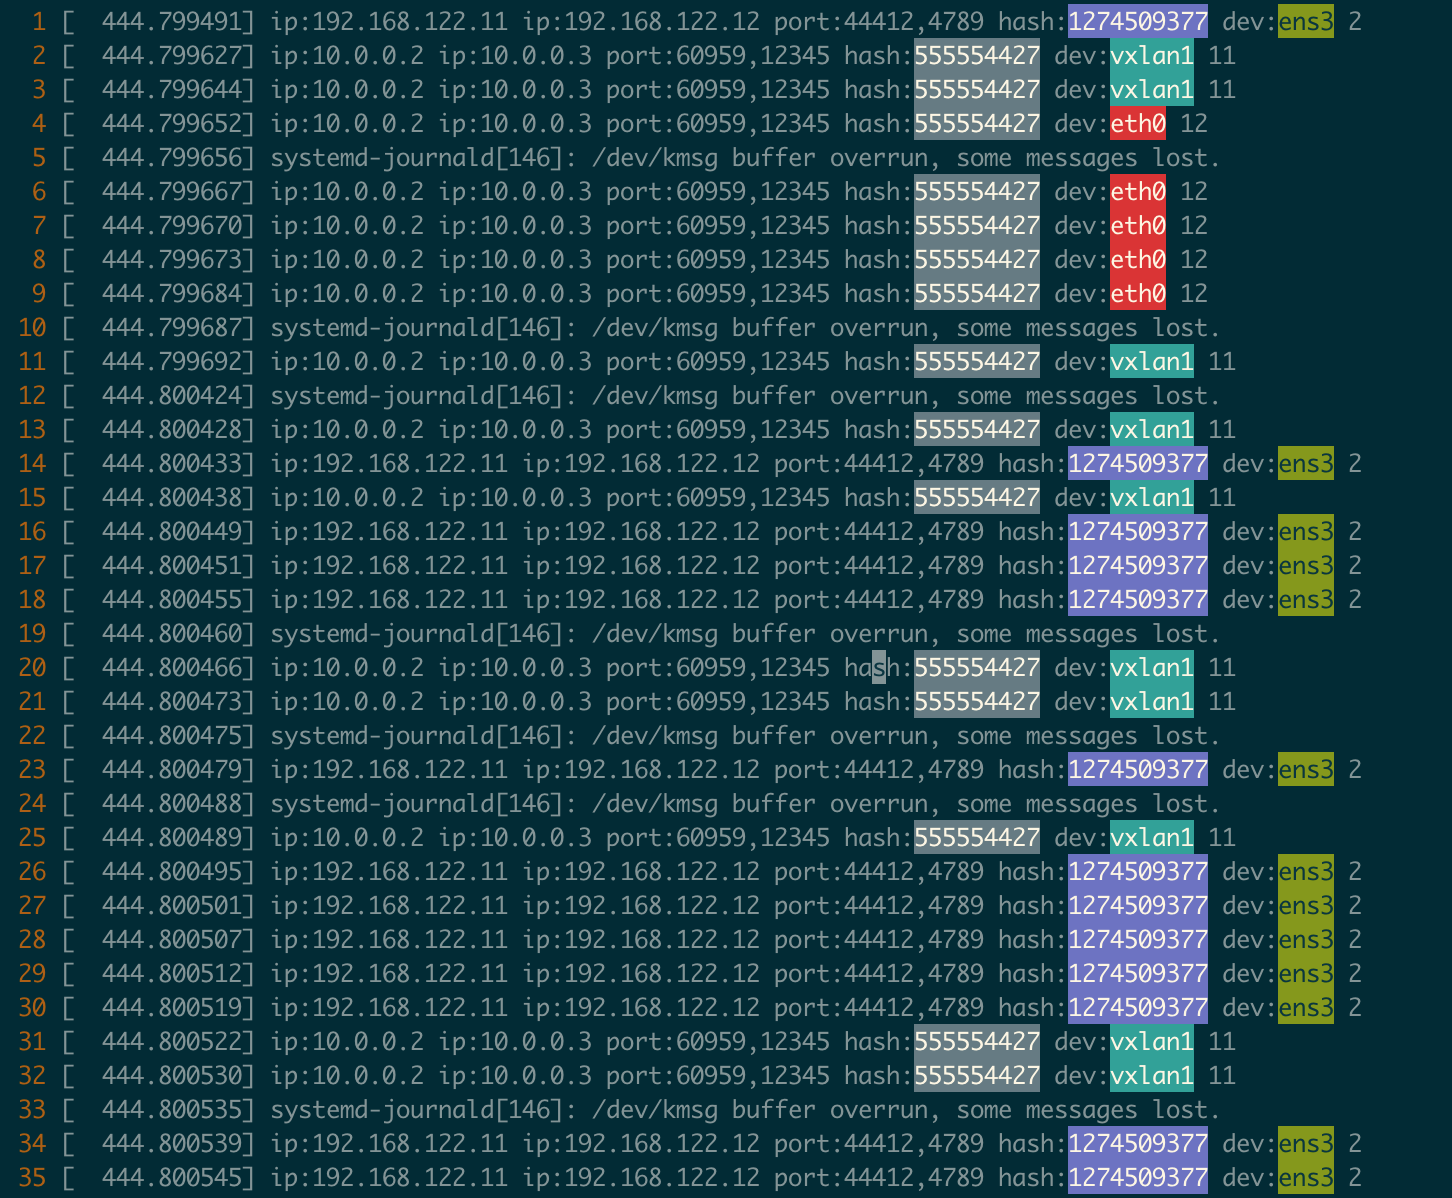 1 [  444.799491] ip:192.168.122.11 ip:192.168.122.12 port:44412,4789 hash:1274509377 dev:ens3 2
2 [  444.799627] ip:10.0.0.2 ip:10.0.0.3 port:60959,12345 hash:555554427 dev:vxlan1 11
3 [  444.799644] ip:10.0.0.2 ip:10.0.0.3 port:60959,12345 hash:555554427 dev:vxlan1 11
4 [  444.799652] ip:10.0.0.2 ip:10.0.0.3 port:60959,12345 hash:555554427 dev:eth0 12
5 [  444.799656] systemd-journald[146]: /dev/kmsg buffer overrun, some messages lost.
6 [  444.799667] ip:10.0.0.2 ip:10.0.0.3 port:60959,12345 hash:555554427 dev:eth0 12
7 [  444.799670] ip:10.0.0.2 ip:10.0.0.3 port:60959,12345 hash:555554427 dev:eth0 12
8 [  444.799673] ip:10.0.0.2 ip:10.0.0.3 port:60959,12345 hash:555554427 dev:eth0 12
9 [  444.799684] ip:10.0.0.2 ip:10.0.0.3 port:60959,12345 hash:555554427 dev:eth0 12
10 [  444.799687] systemd-journald[146]: /dev/kmsg buffer overrun, some messages lost.
11 [  444.799692] ip:10.0.0.2 ip:10.0.0.3 port:60959,12345 hash:555554427 dev:vxlan1 11
12 [  444.800424] systemd-journald[146]: /dev/kmsg buffer overrun, some messages lost.
13 [  444.800428] ip:10.0.0.2 ip:10.0.0.3 port:60959,12345 hash:555554427 dev:vxlan1 11
14 [  444.800433] ip:192.168.122.11 ip:192.168.122.12 port:44412,4789 hash:1274509377 dev:ens3 2
15 [  444.800438] ip:10.0.0.2 ip:10.0.0.3 port:60959,12345 hash:555554427 dev:vxlan1 11
16 [  444.800449] ip:192.168.122.11 ip:192.168.122.12 port:44412,4789 hash:1274509377 dev:ens3 2
17 [  444.800451] ip:192.168.122.11 ip:192.168.122.12 port:44412,4789 hash:1274509377 dev:ens3 2
18 [  444.800455] ip:192.168.122.11 ip:192.168.122.12 port:44412,4789 hash:1274509377 dev:ens3 2
19 [  444.800460] systemd-journald[146]: /dev/kmsg buffer overrun, some messages lost.
20 [  444.800466] ip:10.0.0.2 ip:10.0.0.3 port:60959,12345 hash:555554427 dev:vxlan1 11
21 [  444.800473] ip:10.0.0.2 ip:10.0.0.3 port:60959,12345 hash:555554427 dev:vxlan1 11
22 [  444.800475] systemd-journald[146]: /dev/kmsg buffer overrun, some messages lost.
23 [  444.800479] ip:192.168.122.11 ip:192.168.122.12 port:44412,4789 hash:1274509377 dev:ens3 2
24 [  444.800488] systemd-journald[146]: /dev/kmsg buffer overrun, some messages lost.
25 [  444.800489] ip:10.0.0.2 ip:10.0.0.3 port:60959,12345 hash:555554427 dev:vxlan1 11
26 [  444.800495] ip:192.168.122.11 ip:192.168.122.12 port:44412,4789 hash:1274509377 dev:ens3 2
27 [  444.800501] ip:192.168.122.11 ip:192.168.122.12 port:44412,4789 hash:1274509377 dev:ens3 2
28 [  444.800507] ip:192.168.122.11 ip:192.168.122.12 port:44412,4789 hash:1274509377 dev:ens3 2
29 [  444.800512] ip:192.168.122.11 ip:192.168.122.12 port:44412,4789 hash:1274509377 dev:ens3 2
30 [  444.800519] ip:192.168.122.11 ip:192.168.122.12 port:44412,4789 hash:1274509377 dev:ens3 2
31 [  444.800522] ip:10.0.0.2 ip:10.0.0.3 port:60959,12345 hash:555554427 dev:vxlan1 11
32 [  444.800530] ip:10.0.0.2 ip:10.0.0.3 port:60959,12345 hash:555554427 dev:vxlan1 11
33 [  444.800535] systemd-journald[146]: /dev/kmsg buffer overrun, some messages lost.
34 [  444.800539] ip:192.168.122.11 ip:192.168.122.12 port:44412,4789 hash:1274509377 dev:ens3 2
35 [  444.800545] ip:192.168.122.11 ip:192.168.122.12 port:44412,4789 hash:1274509377 dev:ens3 2